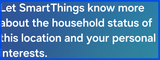 Let SmartThings know more
about the household status of
this location and your personal
interests.